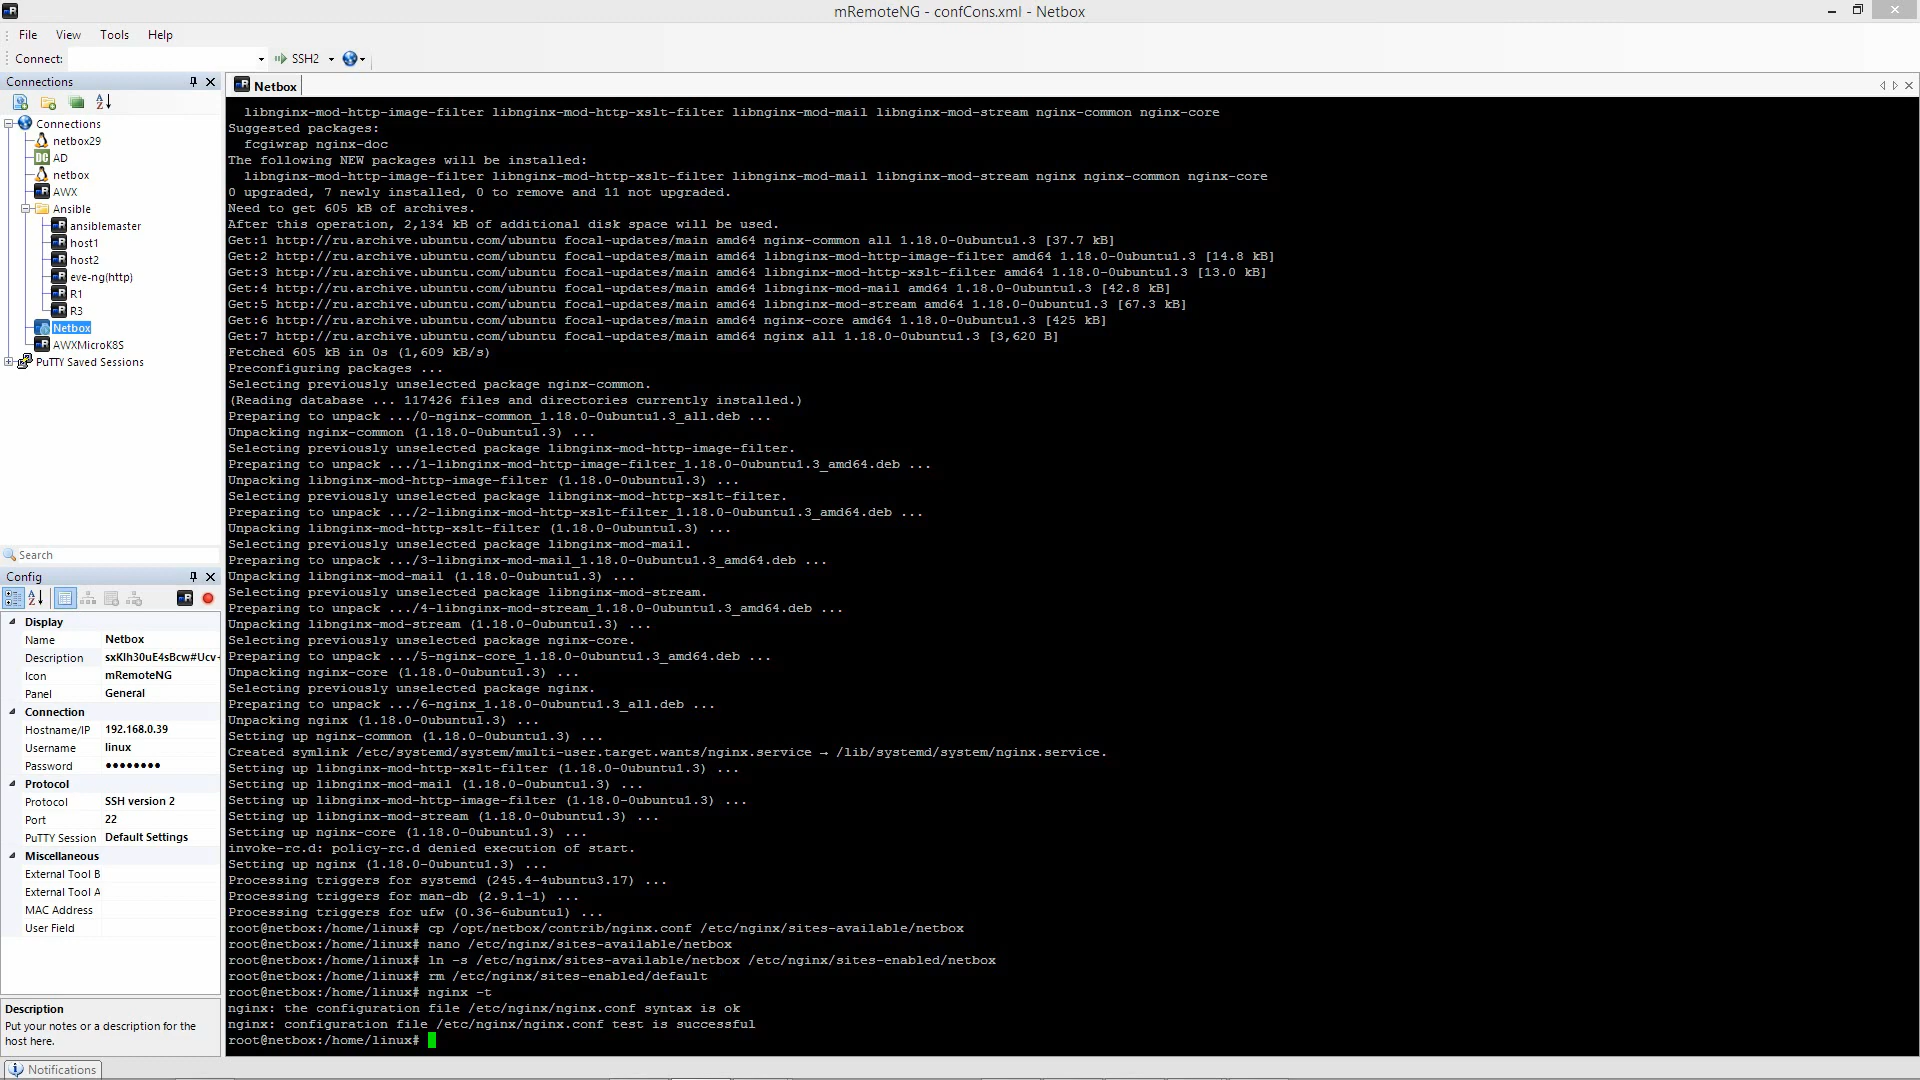 mRemoteNG - confCons.xml - Netbox
File View Tools Help
Connect: SSH2
Connections
Netbox
Connections
netbox29
AD
netbox
AWX
Ansible
ansiblemaster
host1
host2
eve-ng(http)
R1
R3
Netbox
AWXMicroK8S
PuTTY Saved Sessions
Search
Config
Display
Name Netbox
Description sxKIh30uE4sBcw#Ucv
Icon mRemoteNG
Panel General
Connection
Hostname/IP 192.168.0.39
Username linux
Password ●●●●●●●●
Protocol
Protocol SSH version 2
Port 22
PuTTY Session Default Settings
Miscellaneous
External Tool B
External Tool A
MAC Address
User Field
Description
Put your notes or a description for the
host here.
Notifications
libnginx-mod-http-image-filter libnginx-mod-http-xslt-filter libnginx-mod-mail libnginx-mod-stream nginx-common nginx-core
Suggested packages:
fcgiwrap nginx-doc
The following NEW packages will be installed:
libnginx-mod-http-image-filter libnginx-mod-http-xslt-filter libnginx-mod-mail libnginx-mod-stream nginx nginx-common nginx-core
0 upgraded, 7 newly installed, 0 to remove and 11 not upgraded.
Need to get 605 kB of archives.
After this operation, 2,134 kB of additional disk space will be used.
Get:1 http://ru.archive.ubuntu.com/ubuntu focal-updates/main amd64 nginx-common all 1.18.0-0ubuntu1.3 [37.7 kB]
Get:2 http://ru.archive.ubuntu.com/ubuntu focal-updates/main amd64 libnginx-mod-http-image-filter amd64 1.18.0-0ubuntu1.3 [14.8 kB]
Get:3 http://ru.archive.ubuntu.com/ubuntu focal-updates/main amd64 libnginx-mod-http-xslt-filter amd64 1.18.0-0ubuntu1.3 [13.0 kB]
Get:4 http://ru.archive.ubuntu.com/ubuntu focal-updates/main amd64 libnginx-mod-mail amd64 1.18.0-0ubuntu1.3 [42.8 kB]
Get:5 http://ru.archive.ubuntu.com/ubuntu focal-updates/main amd64 libnginx-mod-stream amd64 1.18.0-0ubuntu1.3 [67.3 kB]
Get:6 http://ru.archive.ubuntu.com/ubuntu focal-updates/main amd64 nginx-core amd64 1.18.0-0ubuntu1.3 [425 kB]
Get:7 http://ru.archive.ubuntu.com/ubuntu focal-updates/main amd64 nginx all 1.18.0-0ubuntu1.3 [3,620 B]
Fetched 605 kB in 0s (1,609 kB/s)
Preconfiguring packages ...
Selecting previously unselected package nginx-common.
(Reading database ... 117426 files and directories currently installed.)
Preparing to unpack .../0-nginx-common_1.18.0-0ubuntu1.3_all.deb ...
Unpacking nginx-common (1.18.0-0ubuntu1.3) ...
Selecting previously unselected package libnginx-mod-http-image-filter.
Preparing to unpack .../1-libnginx-mod-http-image-filter_1.18.0-0ubuntu1.3_amd64.deb ...
Unpacking libnginx-mod-http-image-filter (1.18.0-0ubuntu1.3) ...
Selecting previously unselected package libnginx-mod-http-xslt-filter.
Preparing to unpack .../2-libnginx-mod-http-xslt-filter_1.18.0-0ubuntu1.3_amd64.deb ...
Unpacking libnginx-mod-http-xslt-filter (1.18.0-0ubuntu1.3) ...
Selecting previously unselected package libnginx-mod-mail.
Preparing to unpack .../3-libnginx-mod-mail_1.18.0-0ubuntu1.3_amd64.deb ...
Unpacking libnginx-mod-mail (1.18.0-0ubuntu1.3) ...
Selecting previously unselected package libnginx-mod-stream.
Preparing to unpack .../4-libnginx-mod-stream_1.18.0-0ubuntu1.3_amd64.deb ...
Unpacking libnginx-mod-stream (1.18.0-0ubuntu1.3) ...
Selecting previously unselected package nginx-core.
Preparing to unpack .../5-nginx-core_1.18.0-0ubuntu1.3_amd64.deb ...
Unpacking nginx-core (1.18.0-0ubuntu1.3) ...
Selecting previously unselected package nginx.
Preparing to unpack .../6-nginx_1.18.0-0ubuntu1.3_all.deb ...
Unpacking nginx (1.18.0-0ubuntu1.3) ...
Setting up nginx-common (1.18.0-0ubuntu1.3) ...
Created symlink /etc/systemd/system/multi-user.target.wants/nginx.service → /lib/systemd/system/nginx.service.
Setting up libnginx-mod-http-xslt-filter (1.18.0-0ubuntu1.3) ...
Setting up libnginx-mod-mail (1.18.0-0ubuntu1.3) ...
Setting up libnginx-mod-http-image-filter (1.18.0-0ubuntu1.3) ...
Setting up libnginx-mod-stream (1.18.0-0ubuntu1.3) ...
Setting up nginx-core (1.18.0-0ubuntu1.3) ...
invoke-rc.d: policy-rc.d denied execution of start.
Setting up nginx (1.18.0-0ubuntu1.3) ...
Processing triggers for systemd (245.4-4ubuntu3.17) ...
Processing triggers for man-db (2.9.1-1) ...
Processing triggers for ufw (0.36-6ubuntu1) ...
root@netbox:/home/linux# cp /opt/netbox/contrib/nginx.conf /etc/nginx/sites-available/netbox
root@netbox:/home/linux# nano /etc/nginx/sites-available/netbox
root@netbox:/home/linux# ln -s /etc/nginx/sites-available/netbox /etc/nginx/sites-enabled/netbox
root@netbox:/home/linux# rm /etc/nginx/sites-enabled/default
root@netbox:/home/linux# nginx -t
nginx: the configuration file /etc/nginx/nginx.conf syntax is ok
nginx: configuration file /etc/nginx/nginx.conf test is successful
root@netbox:/home/linux#